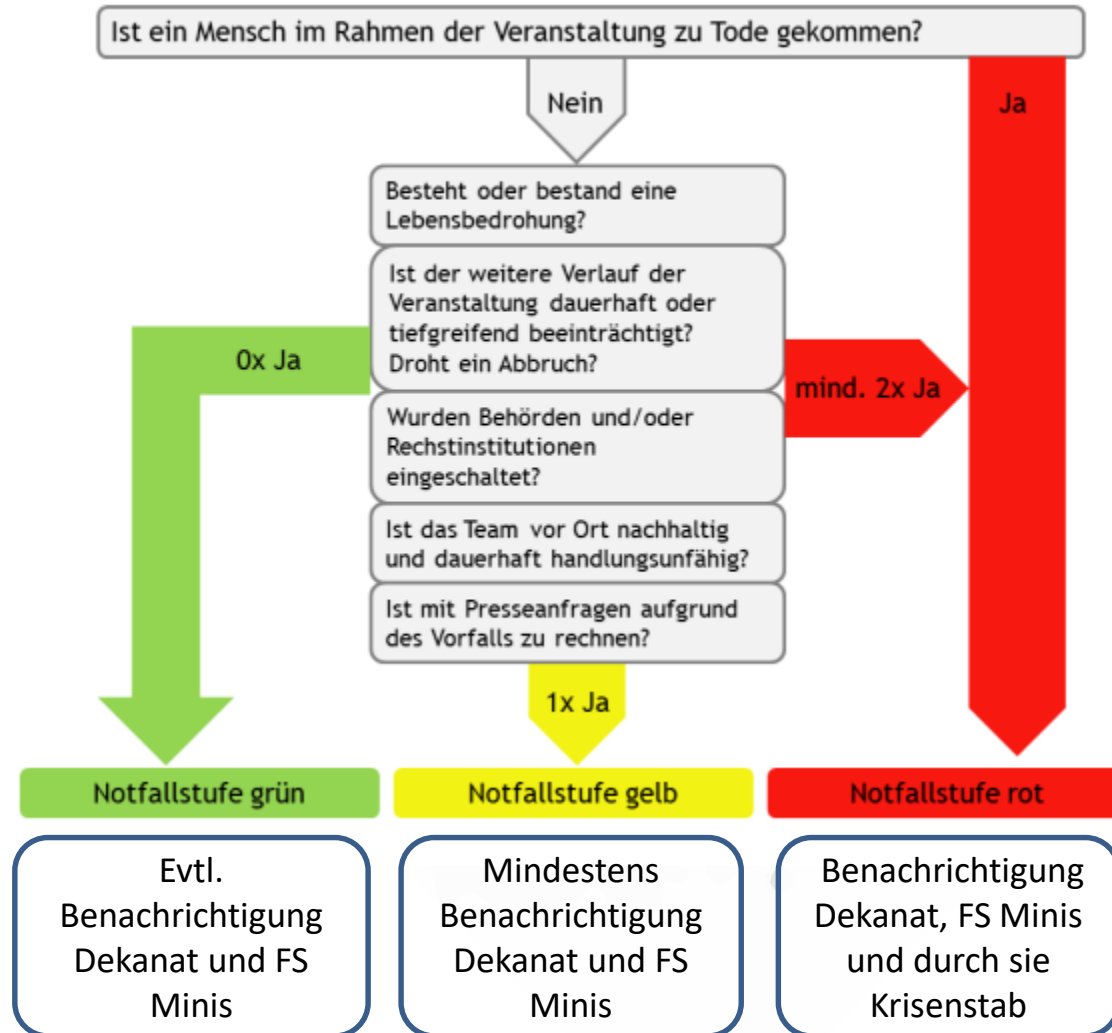 Ist ein Mensch im Rahmen der Veranstaltung zu Tode gekommen?
Nein
Ja
Besteht oder bestand eine
Lebensbedrohung?
Ist der weitere Verlauf der
Veranstaltung dauerhaft oder
tiefgreifend beeinträchtigt?
Droht ein Abbruch?
0x Ja
mind. 2x Ja
Wurden Behörden und/oder
Rechstinstitutionen
eingeschaltet?
Ist das Team vor Ort nachhaltig
und dauerhaft handlungsunfähig?
Ist mit Presseanfragen aufgrund
des Vorfalls zu rechnen?
1x Ja
Notfallstufe grün
Notfallstufe gelb
Notfallstufe rot
Evtl.
Benachrichtigung
Dekanat und FS
Minis
Mindestens
Benachrichtigung
Dekanat und FS
Minis
Benachrichtigung
Dekanat, FS Minis
und durch sie
Krisenstab